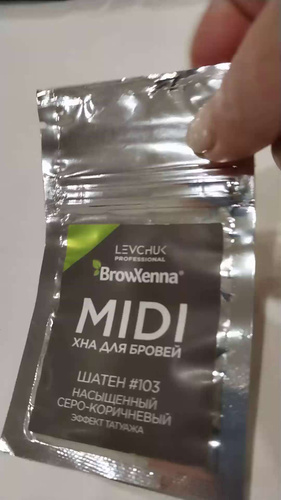 LEVCHUK
PROFESSIONAL
BrowXenna®
MIDI
ХНА ДЛЯ БРОВЕЙ
ШАТЕН #103
НАСЫЩЕННЫЙ
СЕРО-КОРИЧНЕВЫЙ
ЭФФЕКТ ТАТУАЖА